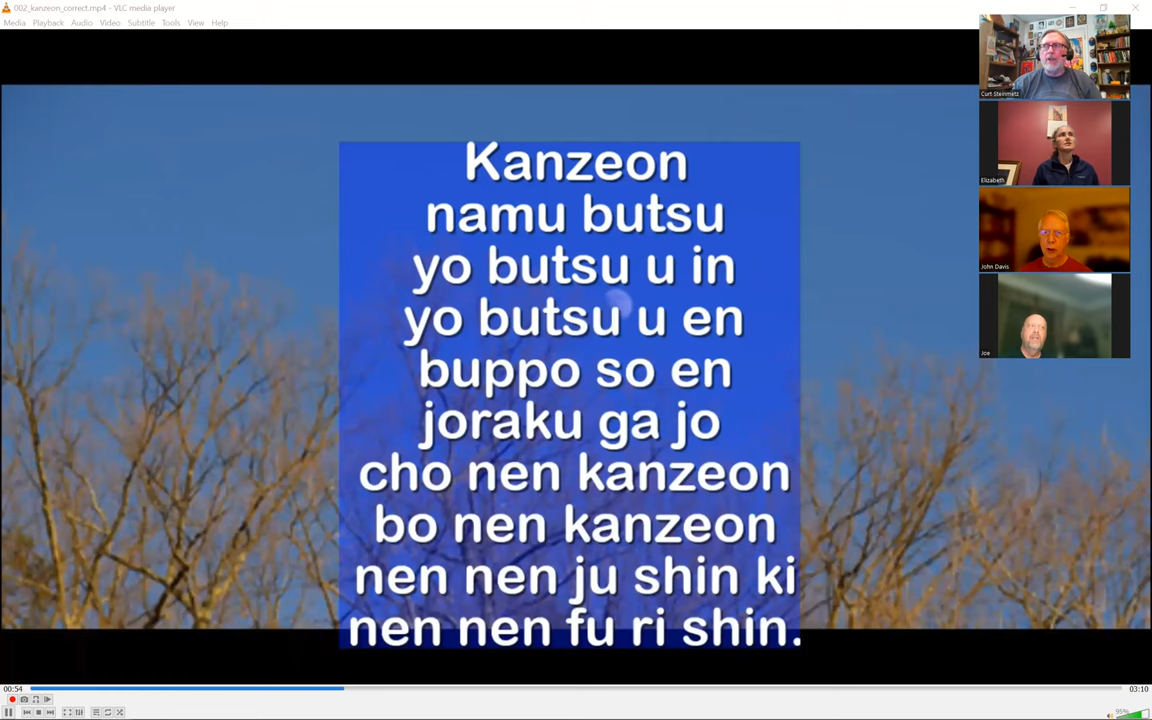 002_kanzeon_correct.mp4 - VLC media player
Media Playback Audio Video Subtitle Tools View Help
Kanzeon
namu butsu
yo butsu u in
yo butsu u en
buppo so en
joraku ga jo
cho nen kanzeon
bo nen kanzeon
nen nen ju shin ki
nen nen fu ri shin.
Curt Steinmetz
Elizabeth
John Davis
Joe
00:54
03:10
95%